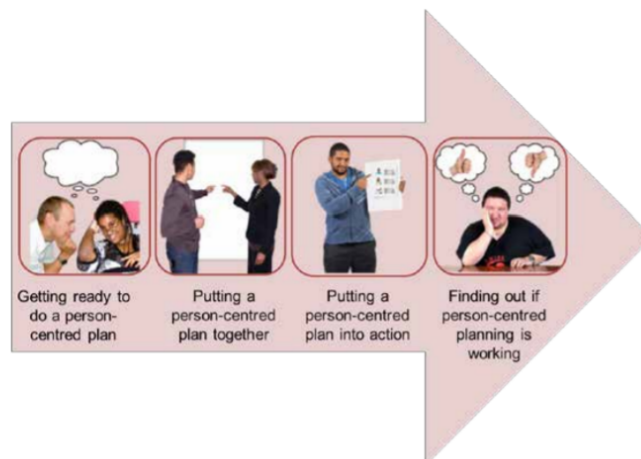 Getting ready to
do a person-
centred plan
Putting a
person-centred
plan together
Putting a
person-centred
plan into action
Finding out if
person-centred
planning is
working